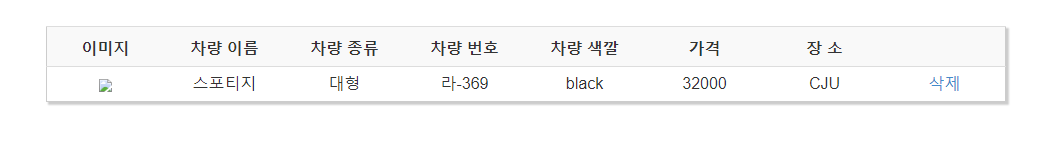 이미지 차량 이름 차량 종류 차량 번호 차량 색깔 가격 장 소
스포티지 대형 라-369 black 32000 CJU 삭제